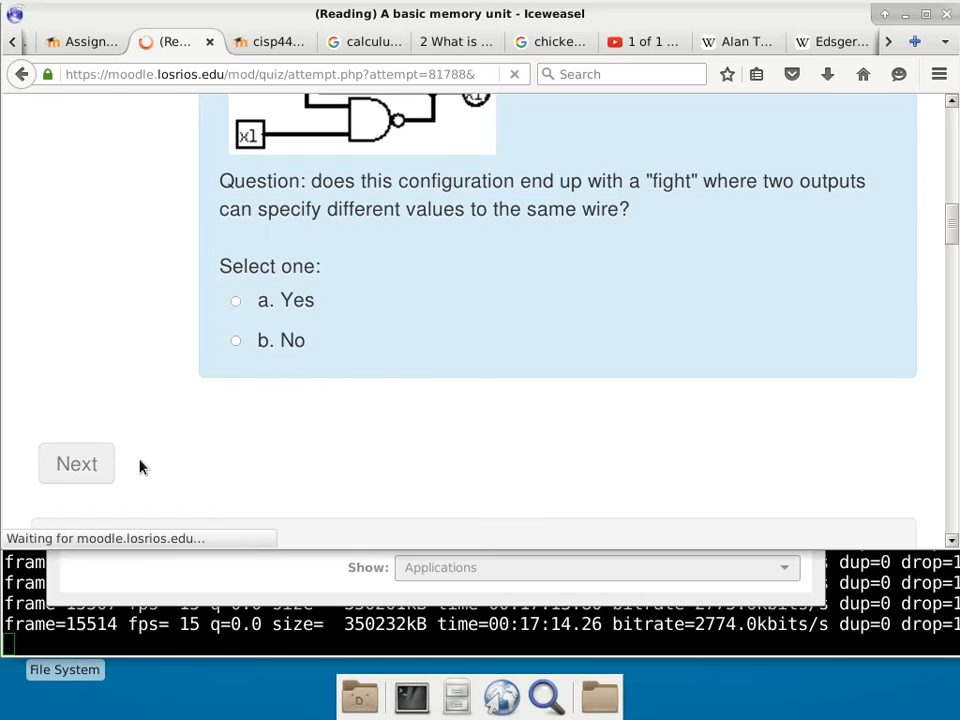 (Reading) A basic memory unit - Iceweasel
Assign... (Re... cisp44... calculu... 2 What is ... chicke... 1 of 1 ... Alan T... Edsger...
https://moodle.losrios.edu/mod/quiz/attempt.php?attempt=81788& Search
x1
Question: does this configuration end up with a "fight" where two outputs
can specify different values to the same wire?
Select one:
a. Yes
b. No
Next
Waiting for moodle.losrios.edu...
Show: Applications
fram s dup=0 drop=1
fram s dup=0 drop=1
s dup=0 drop=1
frame=15514 fps= 15 q=0.0 size= 350232kB time=00:17:14.26 bitrate=2774.0kbits/s dup=0 drop=1
File System